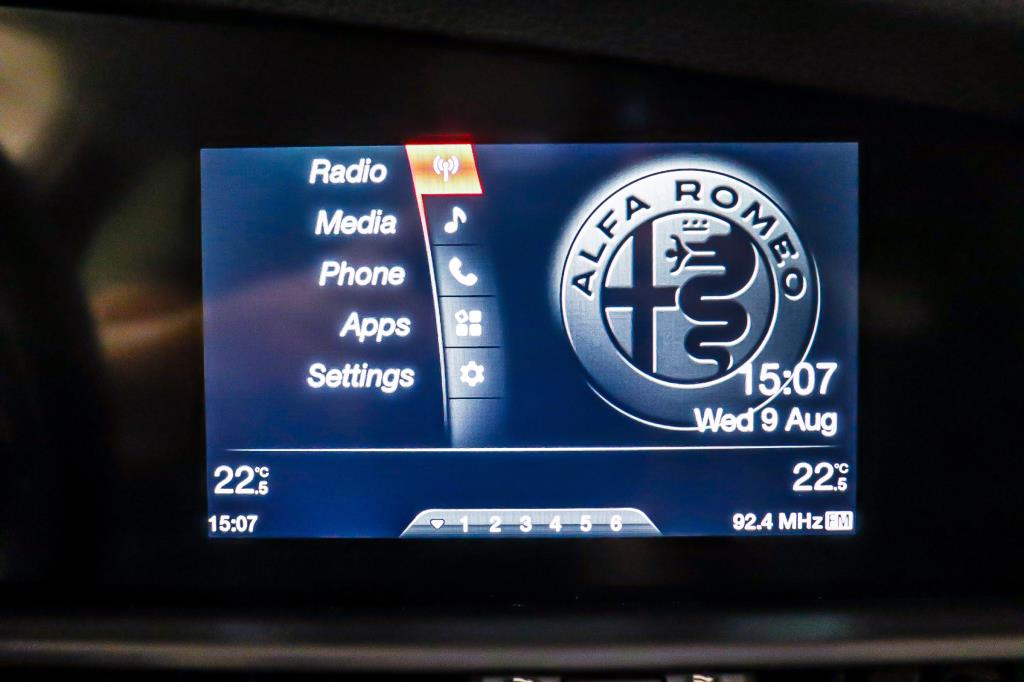 Radio
Media
Phone
Apps
Settings
ALFA ROMEO
15:07
Wed 9 Aug
22.5°C
22.5°C
15:07
1 2 3 4 5 6
92.4 MHz FM